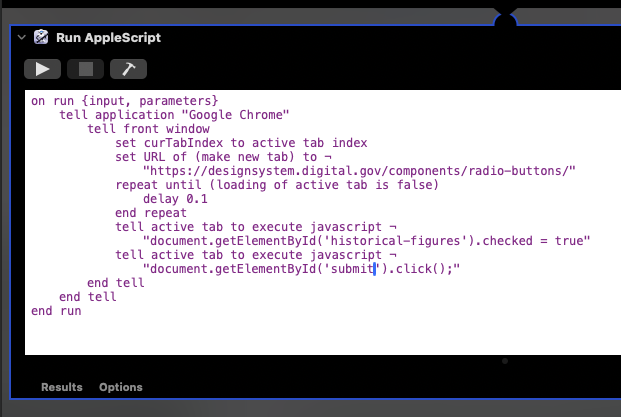 Run AppleScript
on run {input, parameters}
tell application "Google Chrome"
tell front window
set curTabIndex to active tab index
set URL of (make new tab) to ¬
"https://designsystem.digital.gov/components/radio-buttons/"
repeat until (loading of active tab is false)
delay 0.1
end repeat
tell active tab to execute javascript ¬
"document.getElementById('historical-figures').checked = true"
tell active tab to execute javascript ¬
"document.getElementById('submit').click();"
end tell
end tell
end run
Results Options